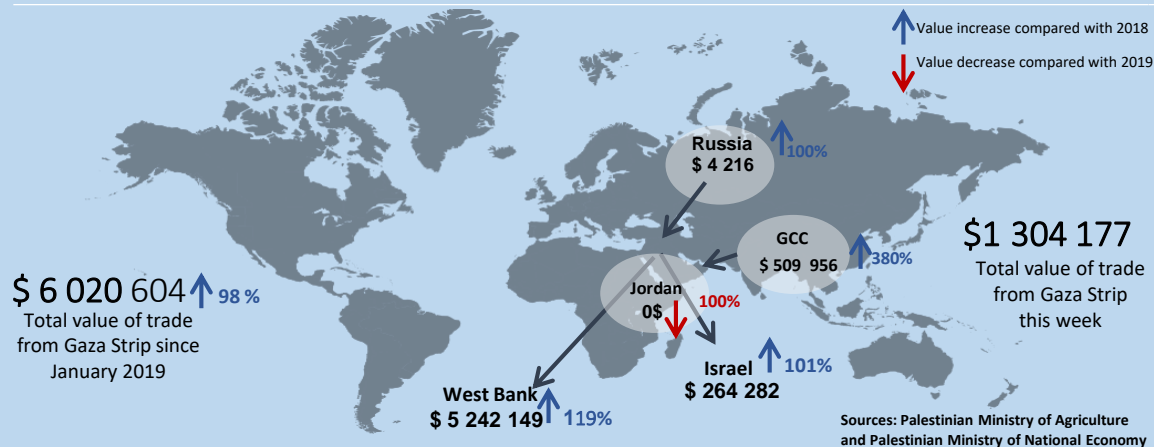 Value increase compared with 2018
Value decrease compared with 2019
Russia
$ 4 216
100%
GCC
$ 509 956
380%
$1 304 177
Total value of trade
from Gaza Strip
this week
$ 6 020 604
98 %
Total value of trade
from Gaza Strip since
January 2019
Jordan
0$
100%
Israel
$ 264 282
101%
West Bank
$ 5 242 149
119%
Sources: Palestinian Ministry of Agriculture
and Palestinian Ministry of National Economy